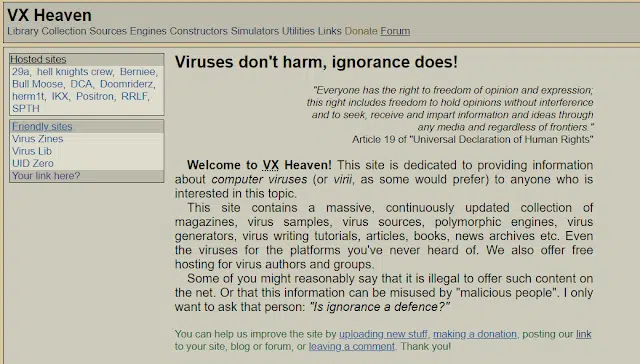 VX Heaven
Library Collection Sources Engines Constructors Simulators Utilities Links Donate Forum
Hosted sites
29a, hell knights crew, Berniee,
Bull Moose, DCA, Doomriderz,
herm1t, IKX, Positron, RRLF,
SPTH
Friendly sites
Virus Zines
Virus Lib
UID Zero
Your link here?
Viruses don't harm, ignorance does!
"Everyone has the right to freedom of opinion and expression;
this right includes freedom to hold opinions without interference
and to seek, receive and impart information and ideas through
any media and regardless of frontiers."
Article 19 of "Universal Declaration of Human Rights"
Welcome to VX Heaven! This site is dedicated to providing information
about computer viruses (or virii, as some would prefer) to anyone who is
interested in this topic.
This site contains a massive, continuously updated collection of
magazines, virus samples, virus sources, polymorphic engines, virus
generators, virus writing tutorials, articles, books, news archives etc. Even
the viruses for the platforms you've never heard of. We also offer free
hosting for virus authors and groups.
Some of you might reasonably say that it is illegal to offer such content on
the net. Or that this information can be misused by "malicious people". I only
want to ask that person: "Is ignorance a defence?"
You can help us improve the site by uploading new stuff, making a donation, posting our link
to your site, blog or forum, or leaving a comment. Thank you!